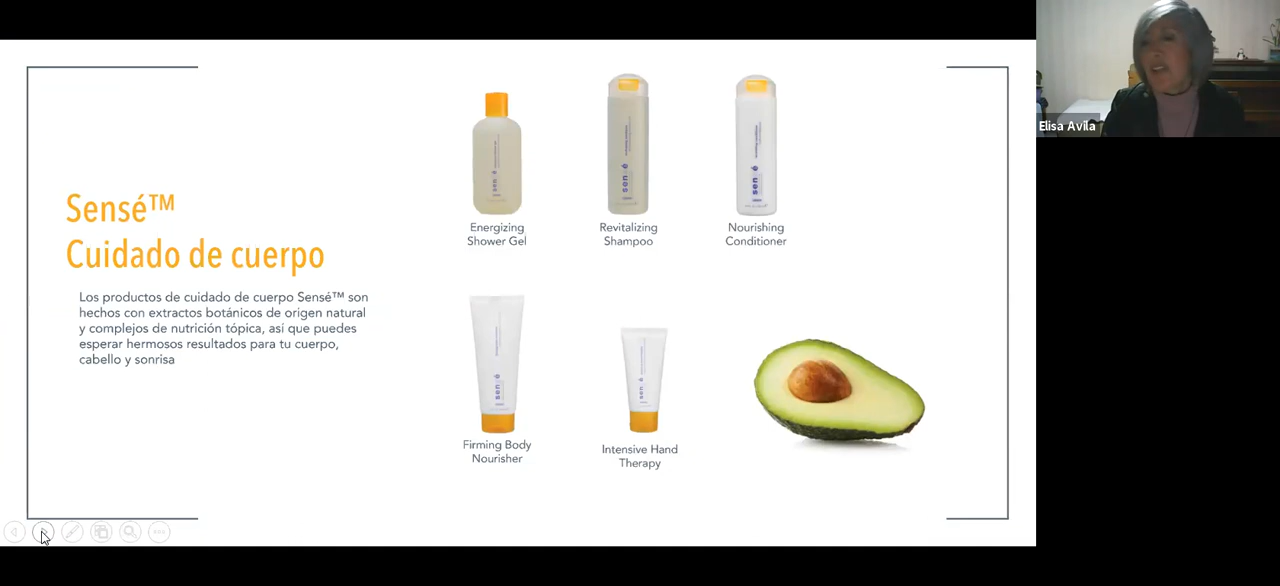 Elisa Avila
Sensé™
Cuidado de cuerpo
Los productos de cuidado de cuerpo Sensé™ son
hechos con extractos botánicos de origen natural
y complejos de nutrición tópica, asi que puedes
esperar hermosos resultados para tu cuerpo,
cabello y sonrisa
Energizing
Shower Gel
Revitalizing
Shampoo
Nourishing
Conditioner
Firming Body
Nourisher
Intensive Hand
Therapy